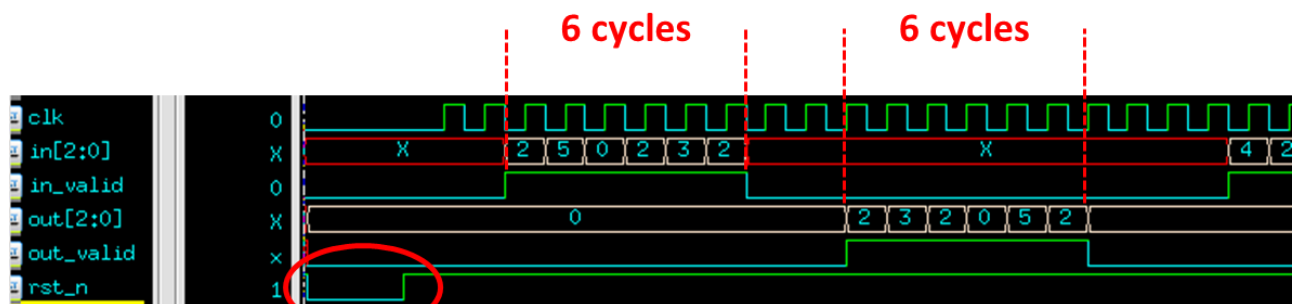 6 cycles 6 cycles
clk 0
in[2:0] X X 2 5 0 2 3 2 X 4 2
in_valid 0
out[2:0] X 0 2 3 2 0 5 2
out_valid x
rst_n 1